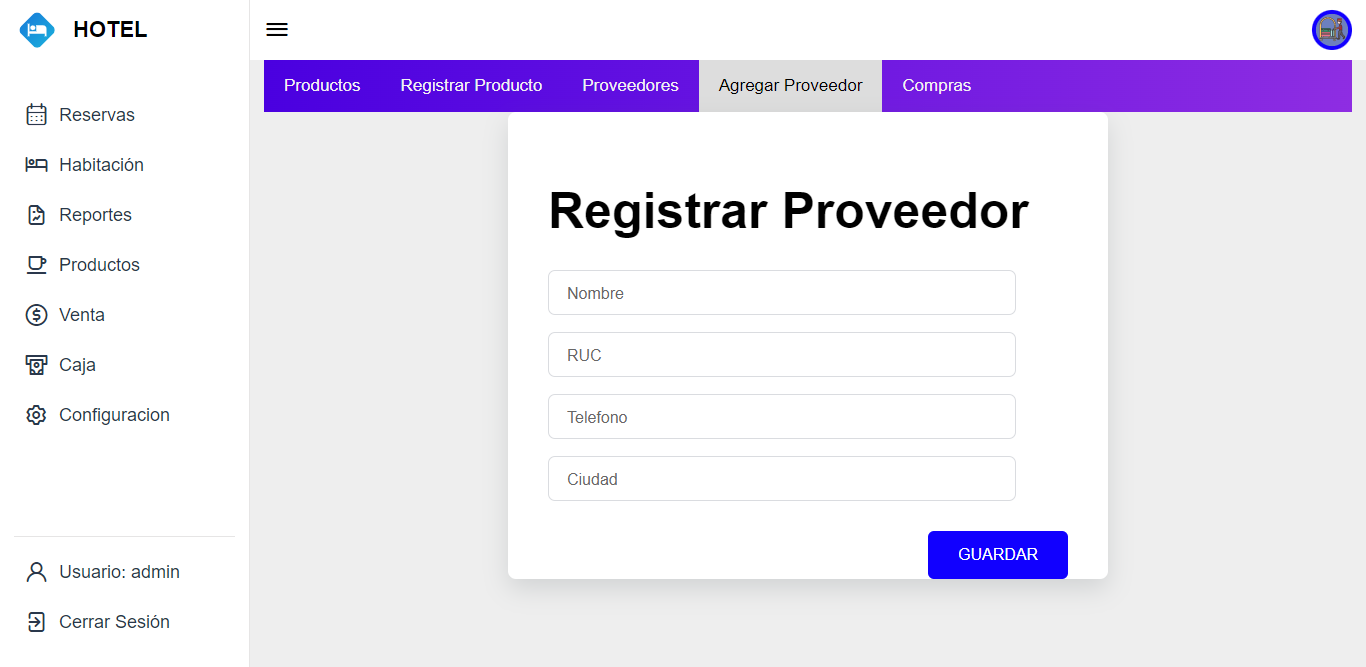 HOTEL
Reservas
Habitación
Reportes
Productos
Venta
Caja
Configuracion
Usuario: admin
Cerrar Sesión
Productos Registrar Producto Proveedores Agregar Proveedor Compras
Registrar Proveedor
Nombre
RUC
Telefono
Ciudad
GUARDAR